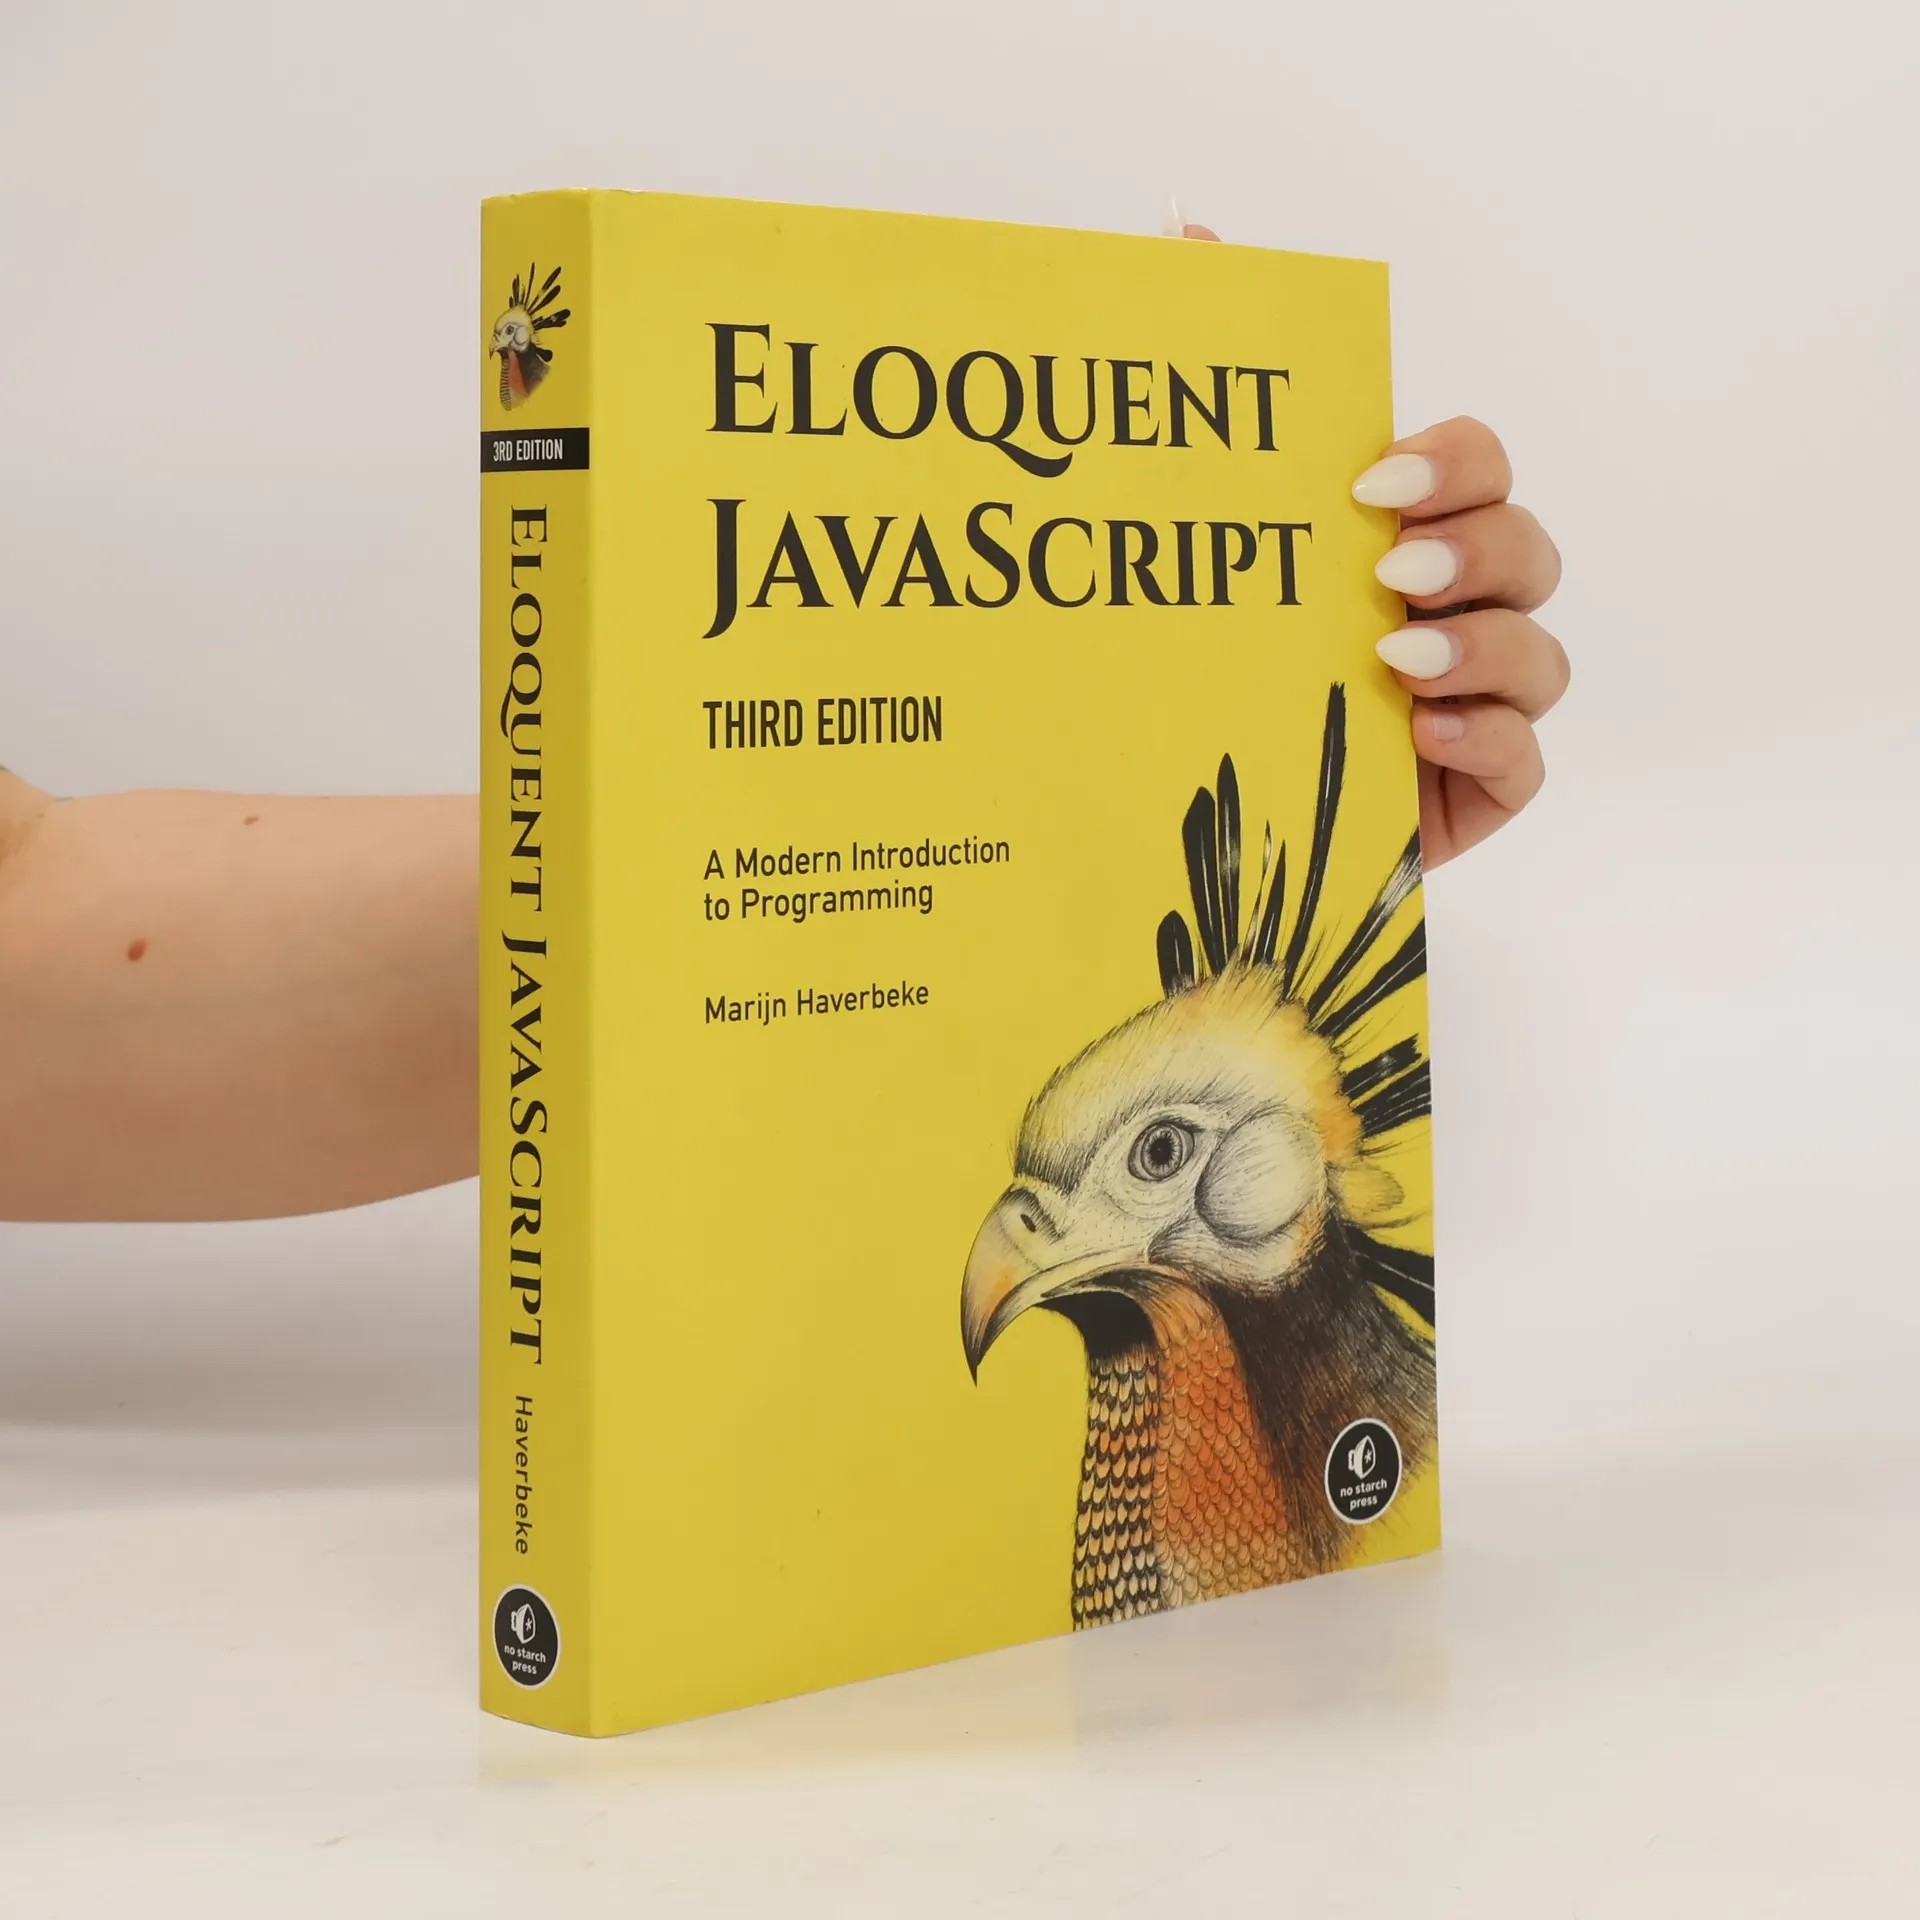 3RD EDITION
ELOQUENT JAVASCRIPT
Haverbeke
no starch
press
ELOQUENT
JAVASCRIPT
THIRD EDITION
A Modern Introduction
to Programming
Marijn Haverbeke
no starch
press